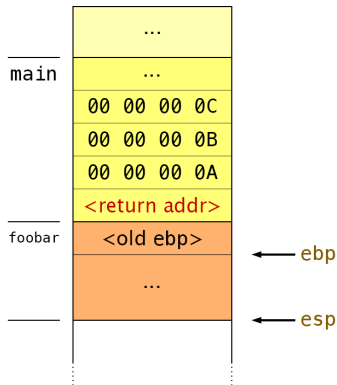 ...
main
...
00 00 00 0C
00 00 00 0B
00 00 00 0A
<return addr>
foobar
<old ebp>
ebp
...
esp